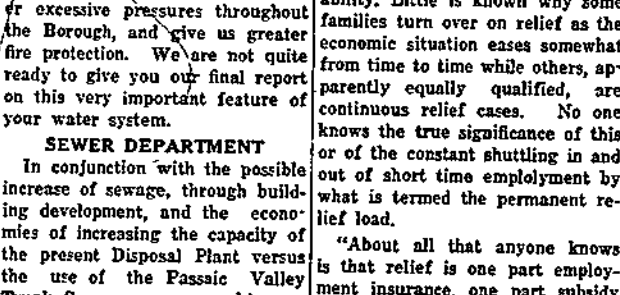 er excessive pressures throughout
the Borough, and give us greater
fire protection. We are not quite
ready to give you our final report
on this very important feature of
your water system.
SEWER DEPARTMENT
In conjunction with the possible
increase of sewage, through build-
ing development, and the econo-
mies of increasing the capacity of
the present Disposal Plant versus
the use of the Passaic Valley
ability. Little is known why some
families turn over on relief as the
economic situation eases somewhat
from time to time while others, ap-
parently equally qualified, are
continuous relief cases. No one
knows the true significance of this
or of the constant shuttling in and
out of short time emplolyment by
what is termed the permanent re-
lief load.
"About all that anyone knows
is that relief is one part employ-
ment insurance, one part subsidy